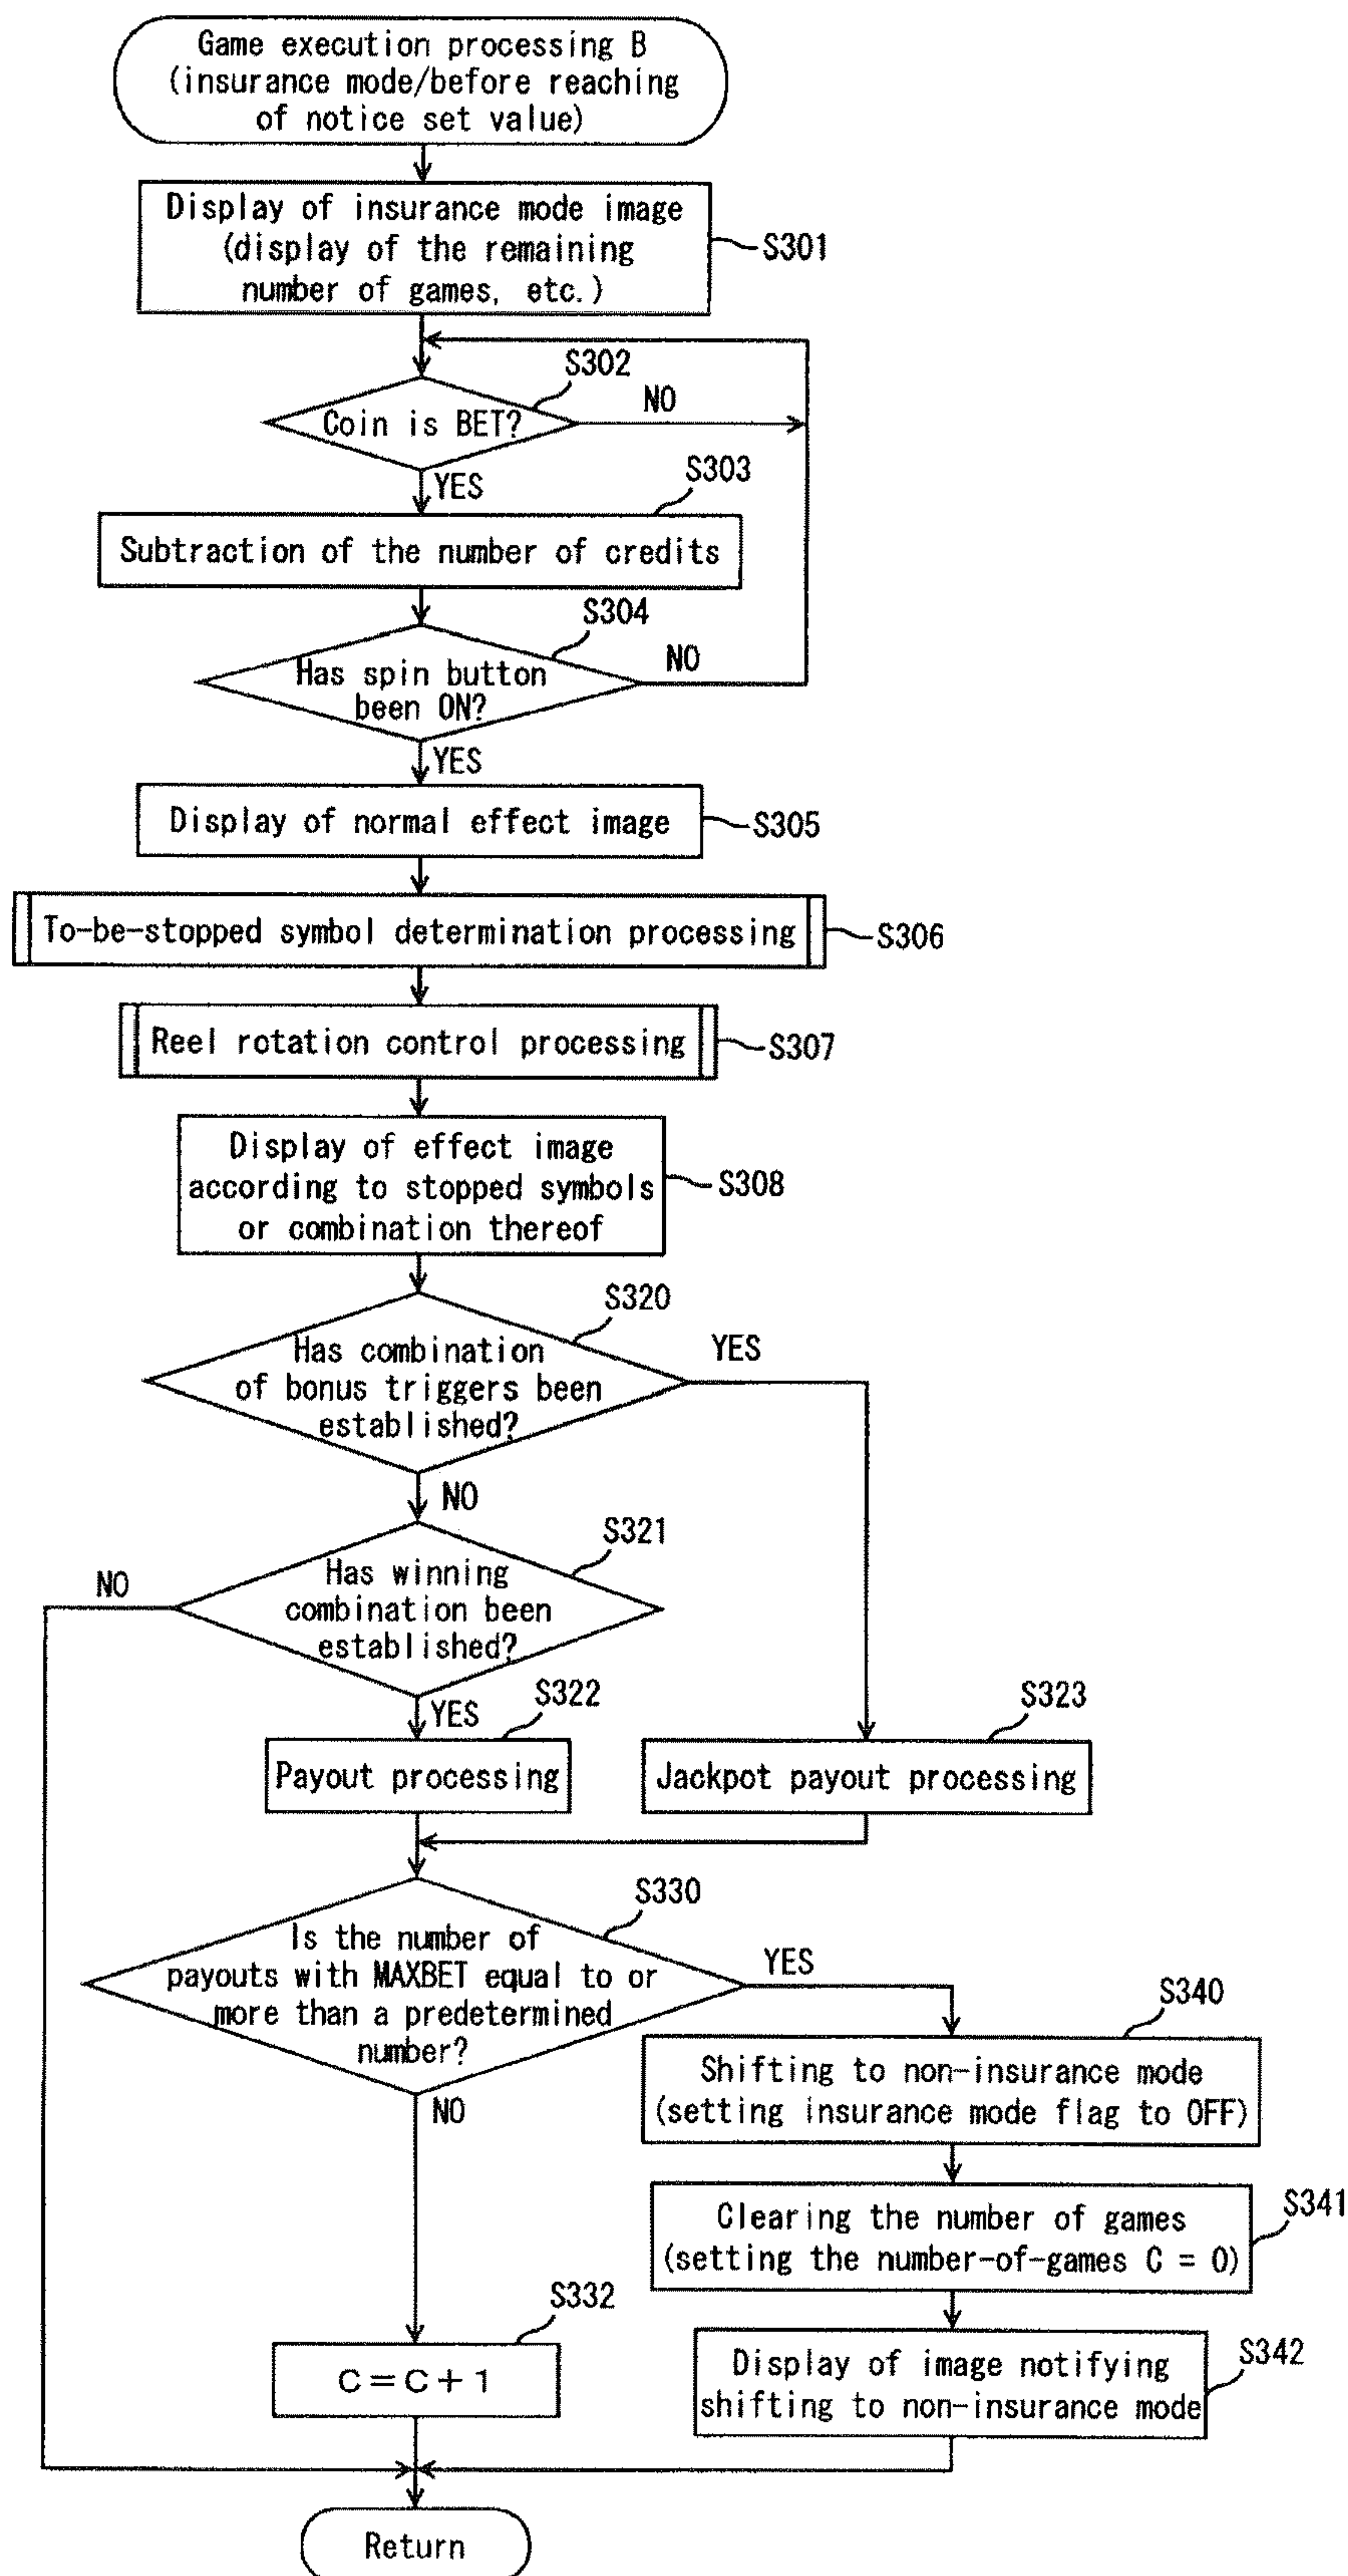 Game execution processing B
(insurance mode/before reaching
of notice set value)
Display of insurance mode image
(display of the remaining
number of games, etc.)
S301
S302
Coin is BET?
NO
YES
S303
Subtraction of the number of credits
S304
Has spin button
been ON?
NO
YES
Display of normal effect image
S305
To-be-stopped symbol determination processing
S306
Reel rotation control processing
S307
Display of effect image
according to stopped symbols
or combination thereof
S308
S320
Has combination
of bonus triggers been
established?
YES
NO
S321
Has winning
combination been
established?
NO
YES
S322
Payout processing
S323
Jackpot payout processing
S330
Is the number of
payouts with MAXBET equal to or
more than a predetermined
number?
YES
NO
S340
Shifting to non-insurance mode
(setting insurance mode flag to OFF)
S341
Clearing the number of games
(setting the number-of-games C = 0)
S332
C=C+1
S342
Display of image notifying
shifting to non-insurance mode
Return